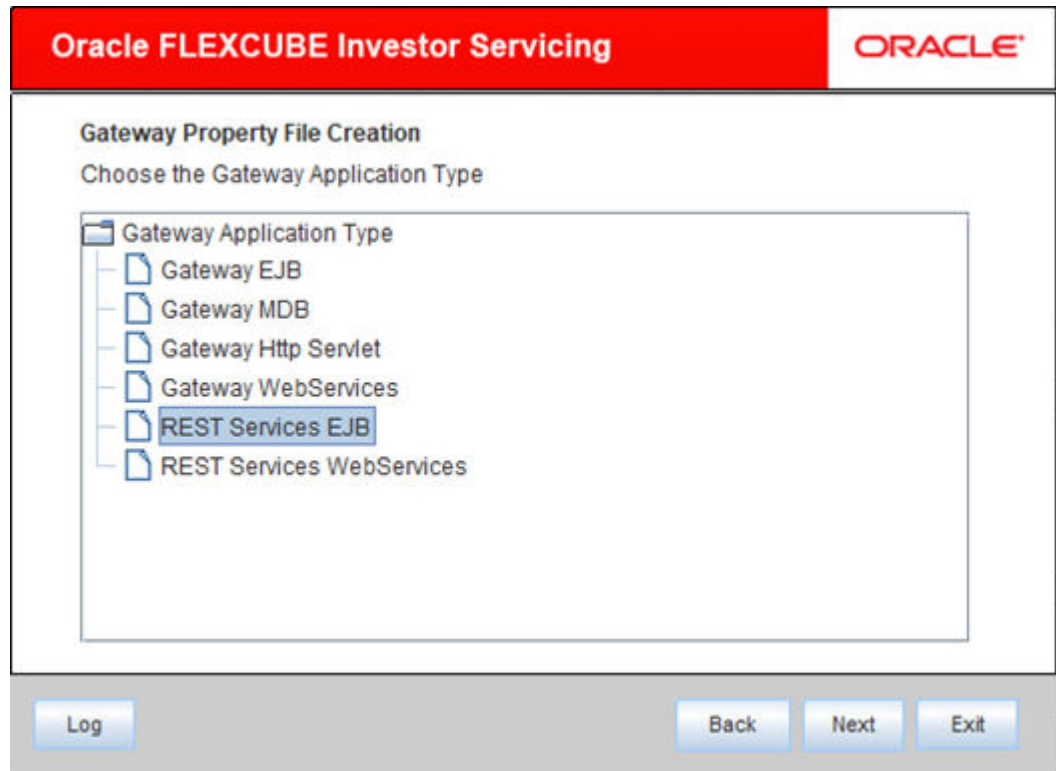 Oracle FLEXCUBE Investor Servicing
ORACLE
Gateway Property File Creation
Choose the Gateway Application Type
Gateway Application Type
Gateway EJB
Gateway MDB
Gateway Http Servlet
Gateway WebServices
REST Services EJB
REST Services WebServices
Log
Back
Next
Exit